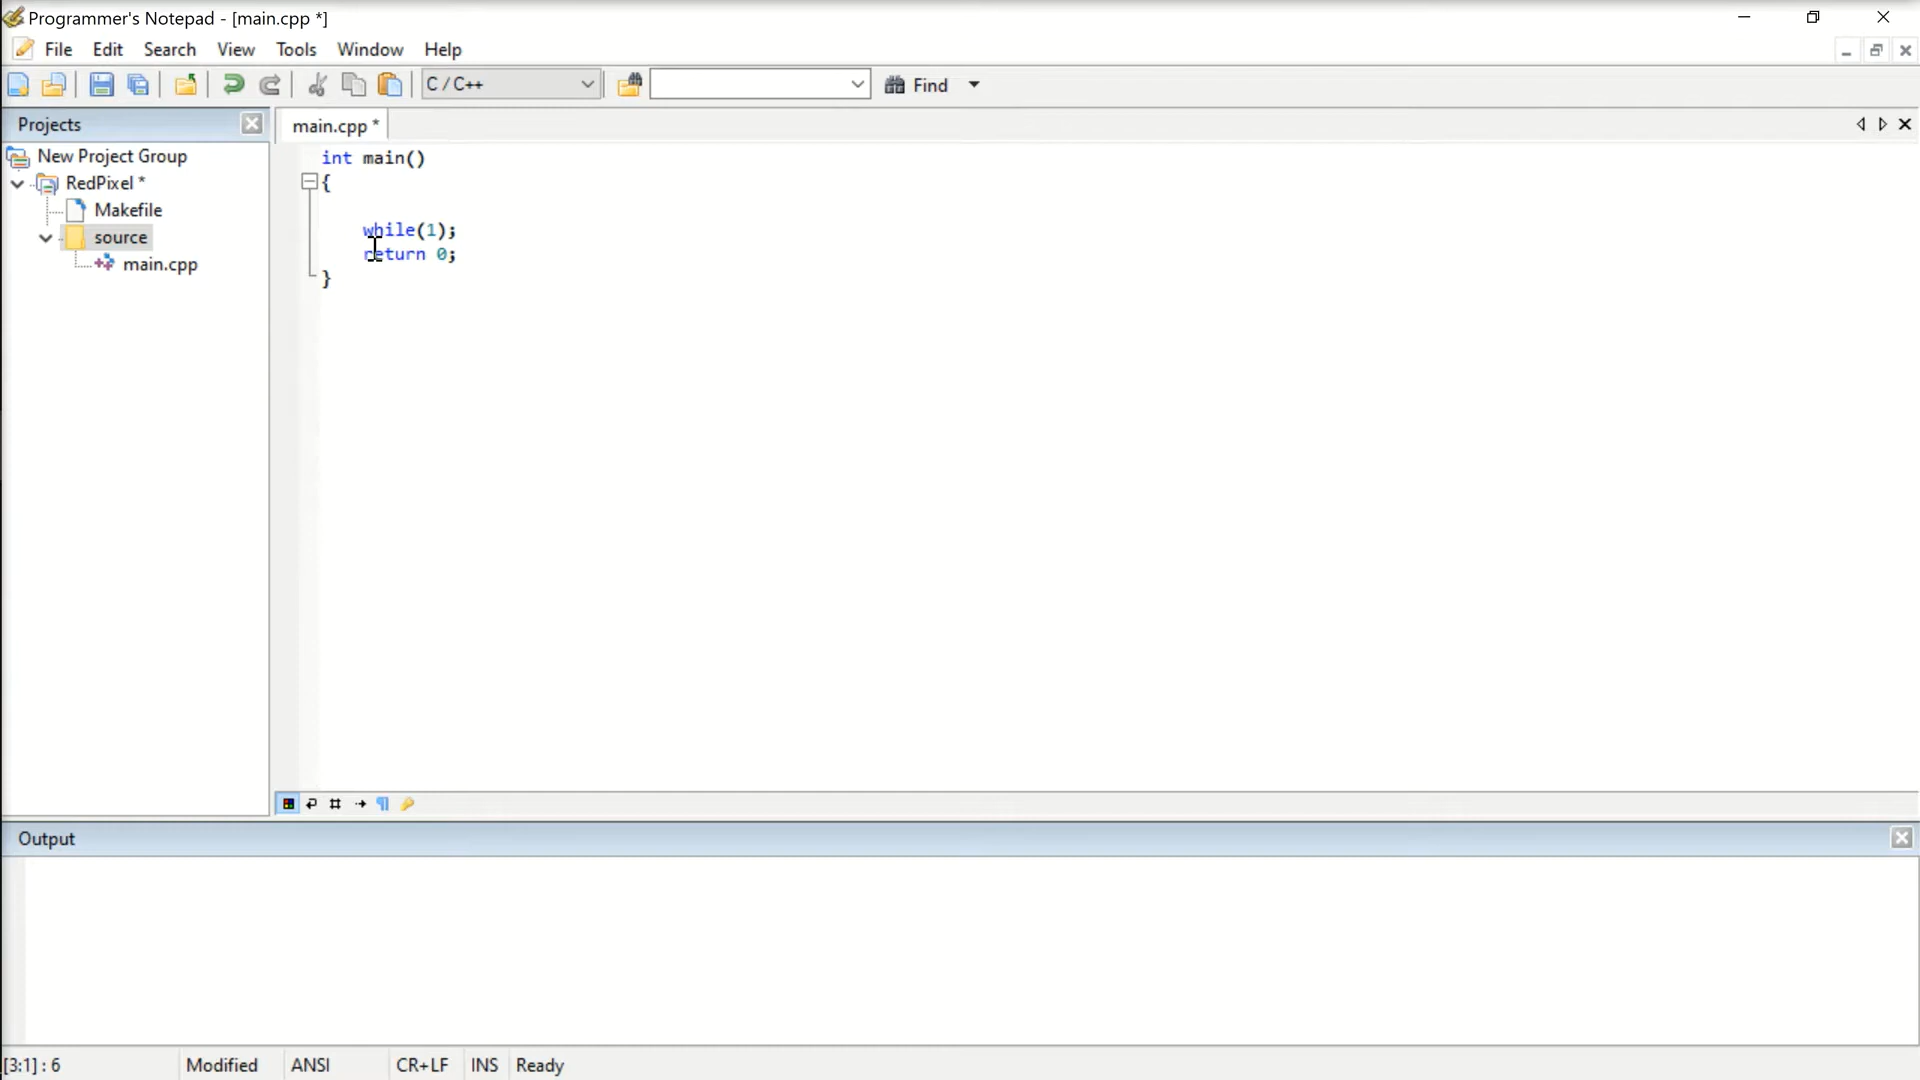 Programmer's Notepad - [main.cpp *]
File Edit Search View Tools Window Help
C / C++ Find
Projects
main.cpp *
New Project Group
RedPixel *
Makefile
source
main.cpp
int main()
{
while(1);
return 0;
}
Output
[3:1] : 6 Modified ANSI CR+LF INS Ready